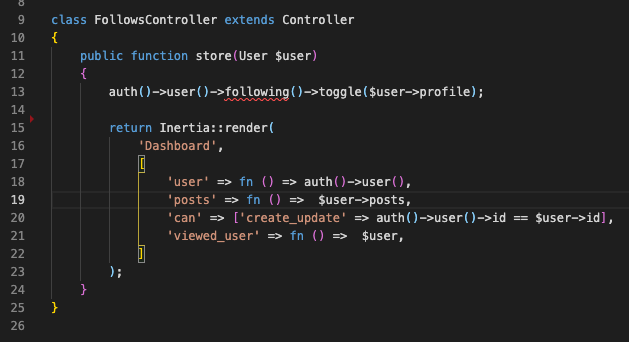 8
9 class FollowsController extends Controller
10 {
11     public function store(User $user)
12     {
13         auth()->user()->following()->toggle($user->profile);
14
15         return Inertia::render(
16             'Dashboard',
17             [
18                 'user' => fn () => auth()->user(),
19                 'posts' => fn () =>  $user->posts,
20                 'can' => ['create_update' => auth()->user()->id == $user->id],
21                 'viewed_user' => fn () =>  $user,
22             ]
23         );
24     }
25 }
26